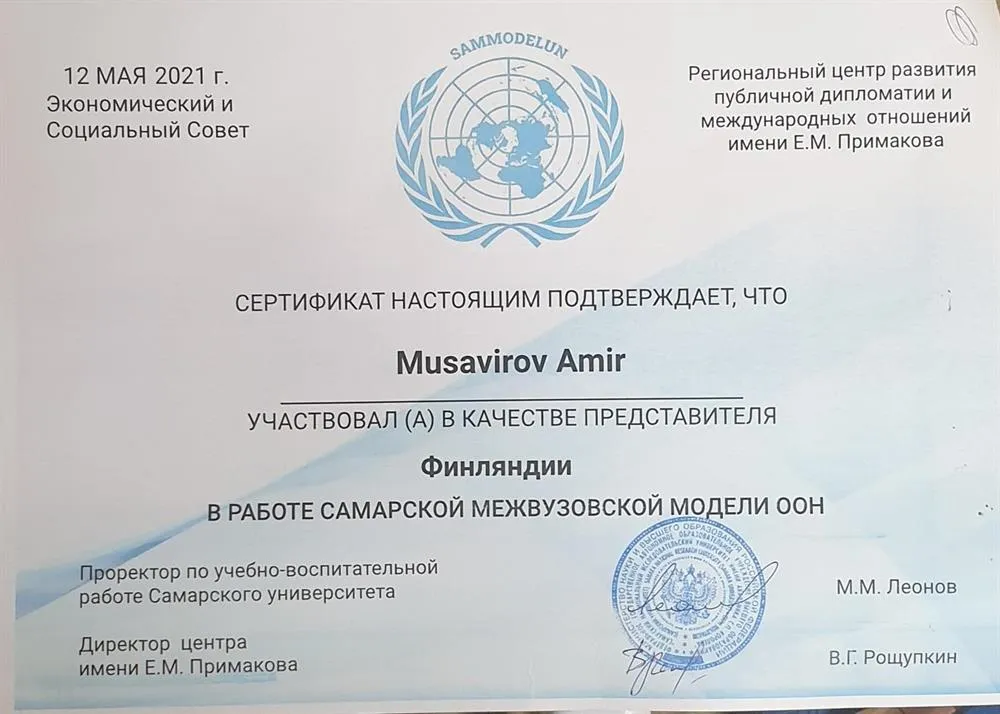 SAMMODELUN
12 МАЯ 2021 г.
Экономический и
Социальный Совет
Региональный центр развития
публичной дипломатии и
международных отношений
имени Е.М. Примакова
СЕРТИФИКАТ НАСТОЯЩИМ ПОДТВЕРЖДАЕТ, ЧТО
Musavirov Amir
УЧАСТВОВАЛ (А) В КАЧЕСТВЕ ПРЕДСТАВИТЕЛЯ
Финляндии
В РАБОТЕ САМАРСКОЙ МЕЖВУЗОВСКОЙ МОДЕЛИ ООН
Проректор по учебно-воспитательной
работе Самарского университета
М.М. Леонов
Директор центра
имени Е.М. Примакова
В.Г. Рощупкин